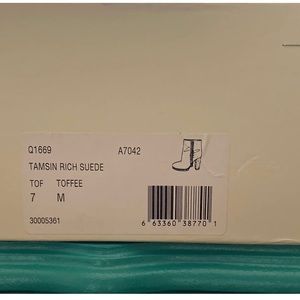 Q1669 A7042
TAMSIN RICH SUEDE
TOF TOFFEE
7 M
30005361
6 63360 38770 1